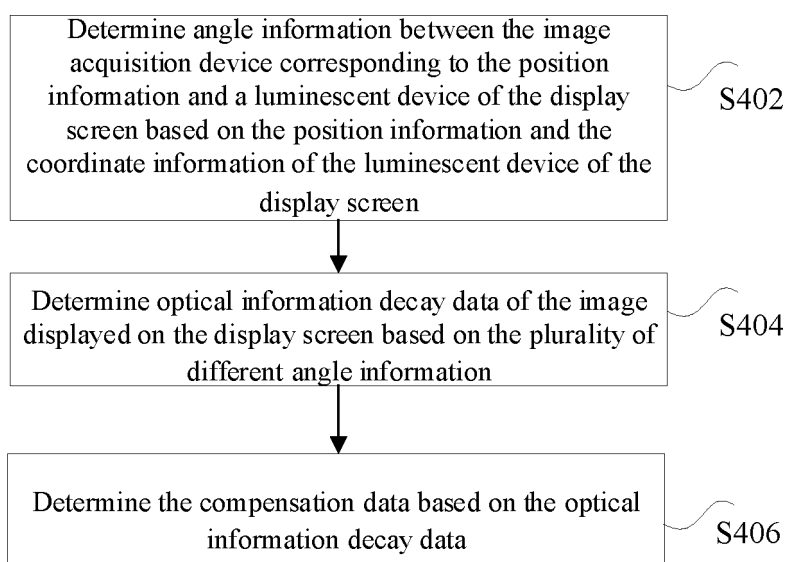 Determine angle information between the image
acquisition device corresponding to the position
information and a luminescent device of the display
screen based on the position information and the
coordinate information of the luminescent device of the
display screen
S402
Determine optical information decay data of the image
displayed on the display screen based on the plurality of
different angle information
S404
Determine the compensation data based on the optical
information decay data
S406